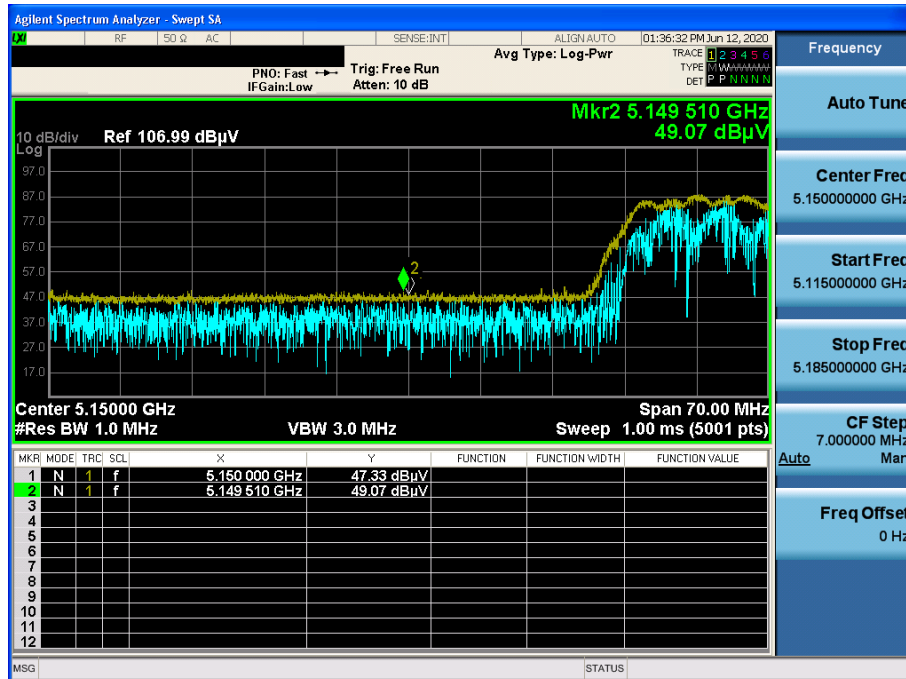 Agilent Spectrum Analyzer - Swept SA
LXI RF 50 Ω AC SENSE:INT ALIGN AUTO 01:36:32 PM Jun 12, 2020
PNO: Fast Trig: Free Run Avg Type: Log-Pwr TRACE 1 2 3 4 5 6
IFGain:Low Atten: 10 dB TYPE M W W W W W
DET P P N N N N
Mkr2 5.149 510 GHz
49.07 dBµV
10 dB/div Ref 106.99 dBµV
Log
97.0
87.0
77.0
67.0
57.0
47.0
37.0
27.0
17.0
2
Center 5.15000 GHz Span 70.00 MHz
#Res BW 1.0 MHz VBW 3.0 MHz Sweep 1.00 ms (5001 pts)
MKR MODE TRC SCL X Y FUNCTION FUNCTION WIDTH FUNCTION VALUE
1 N 1 f 5.150 000 GHz 47.33 dBµV
2 N 1 f 5.149 510 GHz 49.07 dBµV
3
4
5
6
7
8
9
10
11
12
MSG STATUS
Frequency
Auto Tune
Center Freq
5.150000000 GHz
Start Freq
5.115000000 GHz
Stop Freq
5.185000000 GHz
CF Step
7.000000 MHz
Auto Man
Freq Offset
0 Hz